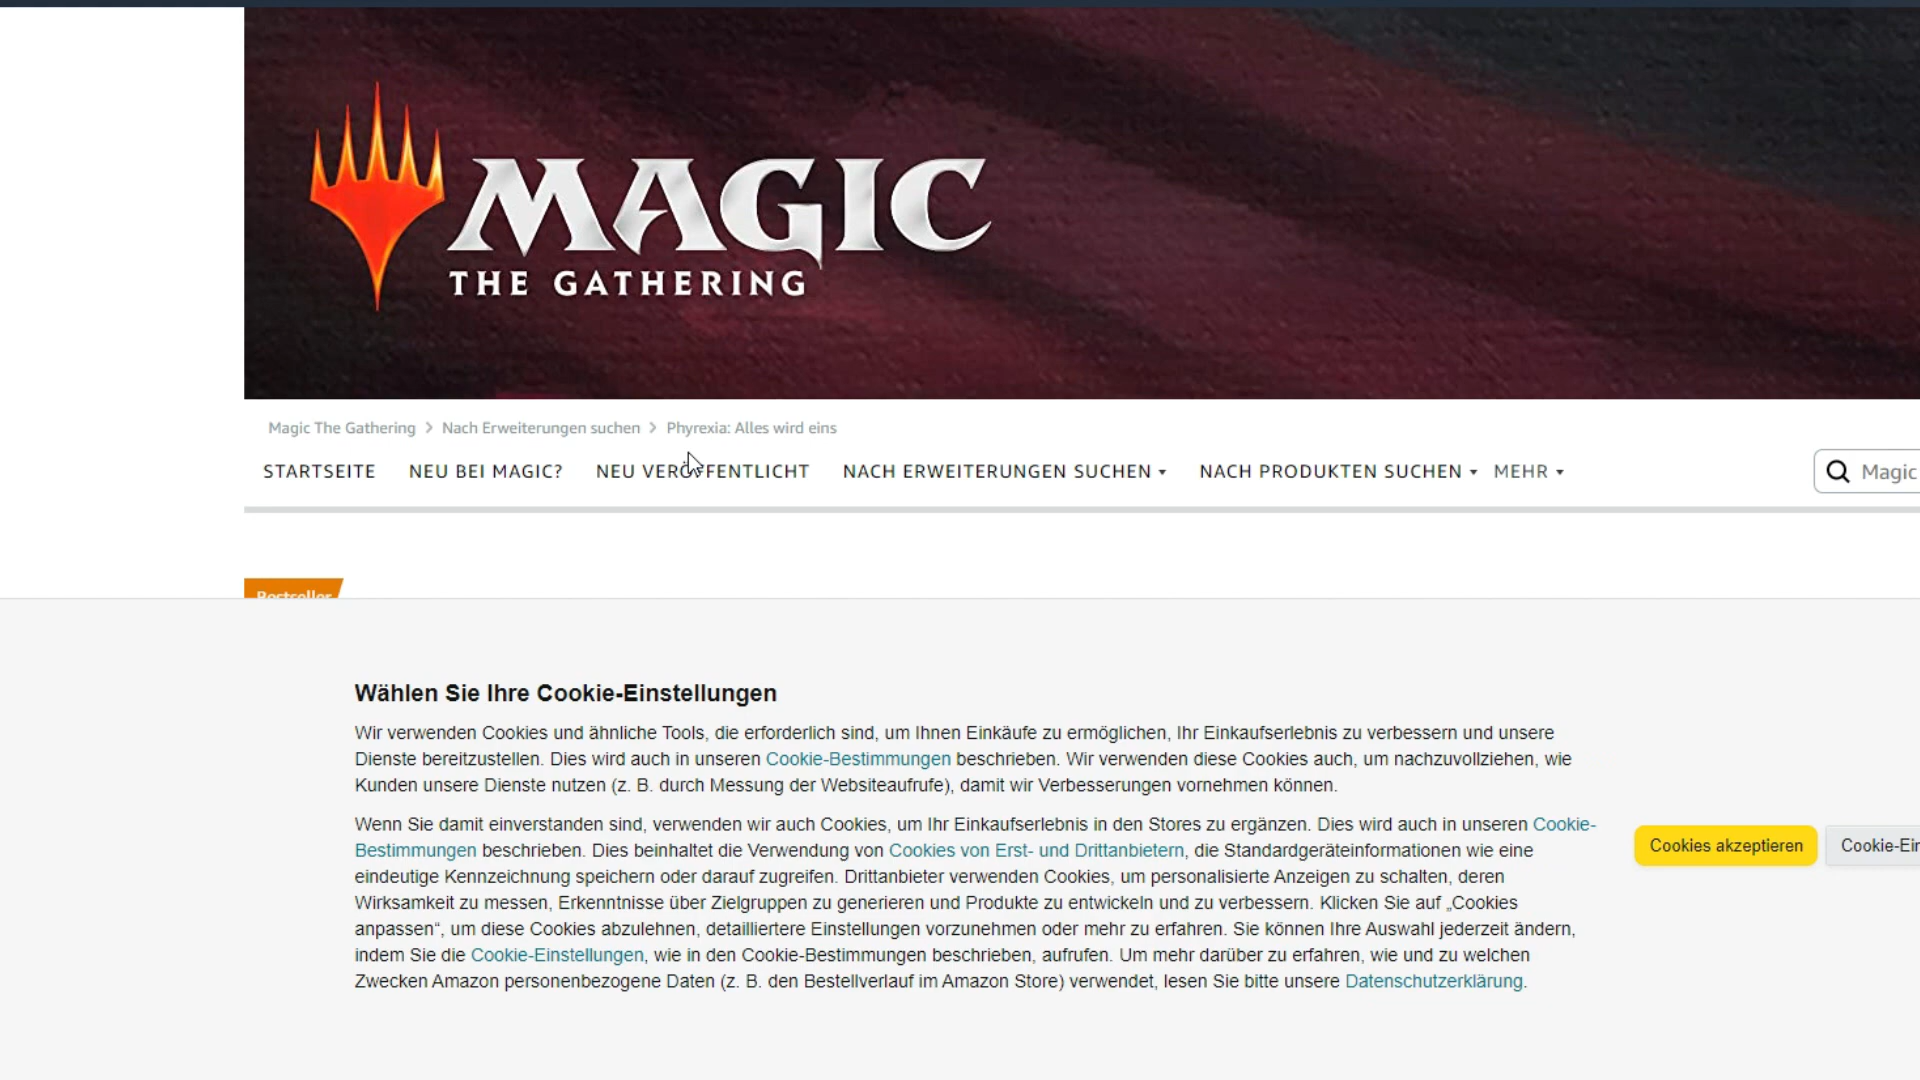 MAGIC
THE GATHERING
Magic The Gathering > Nach Erweiterungen suchen > Phyrexia: Alles wird eins
STARTSEITE NEU BEI MAGIC? NEU VERÖFFENTLICHT NACH ERWEITERUNGEN SUCHEN NACH PRODUKTEN SUCHEN MEHR Magic
Bestseller
Wählen Sie Ihre Cookie-Einstellungen
Wir verwenden Cookies und ähnliche Tools, die erforderlich sind, um Ihnen Einkäufe zu ermöglichen, Ihr Einkaufserlebnis zu verbessern und unsere
Dienste bereitzustellen. Dies wird auch in unseren Cookie-Bestimmungen beschrieben. Wir verwenden diese Cookies auch, um nachzuvollziehen, wie
Kunden unsere Dienste nutzen (z. B. durch Messung der Websiteaufrufe), damit wir Verbesserungen vornehmen können.
Wenn Sie damit einverstanden sind, verwenden wir auch Cookies, um Ihr Einkaufserlebnis in den Stores zu ergänzen. Dies wird auch in unseren Cookie-
Bestimmungen beschrieben. Dies beinhaltet die Verwendung von Cookies von Erst- und Drittanbietern, die Standardgeräteinformationen wie eine
eindeutige Kennzeichnung speichern oder darauf zugreifen. Drittanbieter verwenden Cookies, um personalisierte Anzeigen zu schalten, deren
Wirksamkeit zu messen, Erkenntnisse über Zielgruppen zu generieren und Produkte zu entwickeln und zu verbessern. Klicken Sie auf „Cookies
anpassen“, um diese Cookies abzulehnen, detailliertere Einstellungen vorzunehmen oder mehr zu erfahren. Sie können Ihre Auswahl jederzeit ändern,
indem Sie die Cookie-Einstellungen, wie in den Cookie-Bestimmungen beschrieben, aufrufen. Um mehr darüber zu erfahren, wie und zu welchen
Zwecken Amazon personenbezogene Daten (z. B. den Bestellverlauf im Amazon Store) verwendet, lesen Sie bitte unsere Datenschutzerklärung.
Cookies akzeptieren